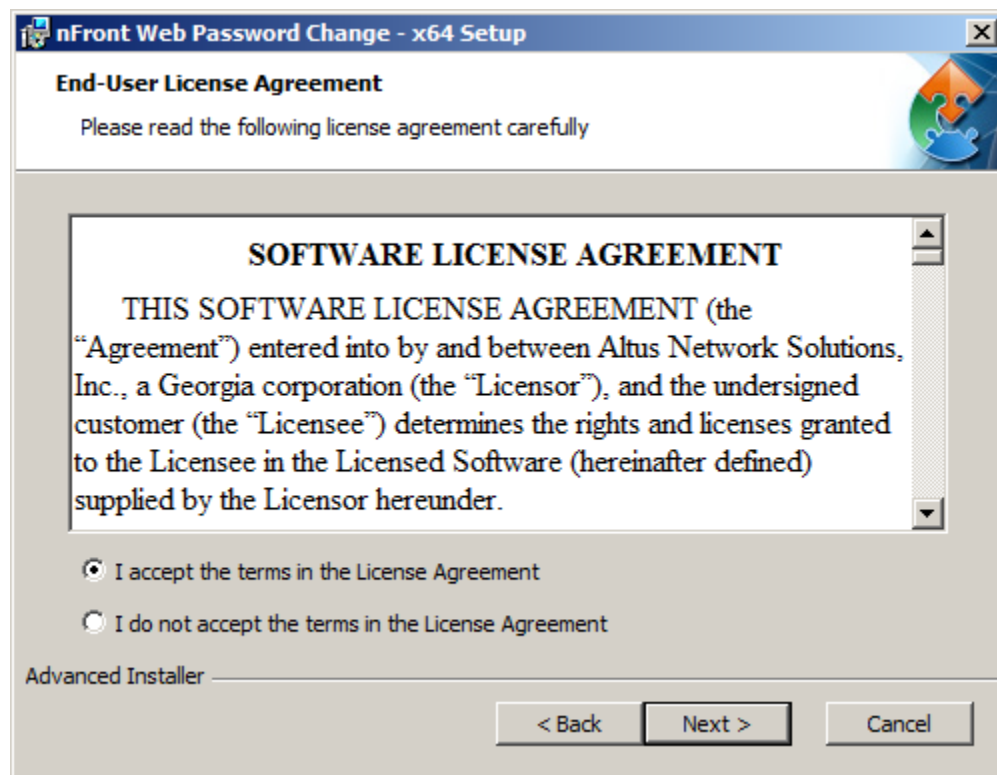 nFront Web Password Change - x64 Setup
End-User License Agreement
Please read the following license agreement carefully
SOFTWARE LICENSE AGREEMENT
THIS SOFTWARE LICENSE AGREEMENT (the
“Agreement”) entered into by and between Altus Network Solutions,
Inc., a Georgia corporation (the “Licensor”), and the undersigned
customer (the “Licensee”) determines the rights and licenses granted
to the Licensee in the Licensed Software (hereinafter defined)
supplied by the Licensor hereunder.
I accept the terms in the License Agreement
I do not accept the terms in the License Agreement
Advanced Installer
< Back Next > Cancel